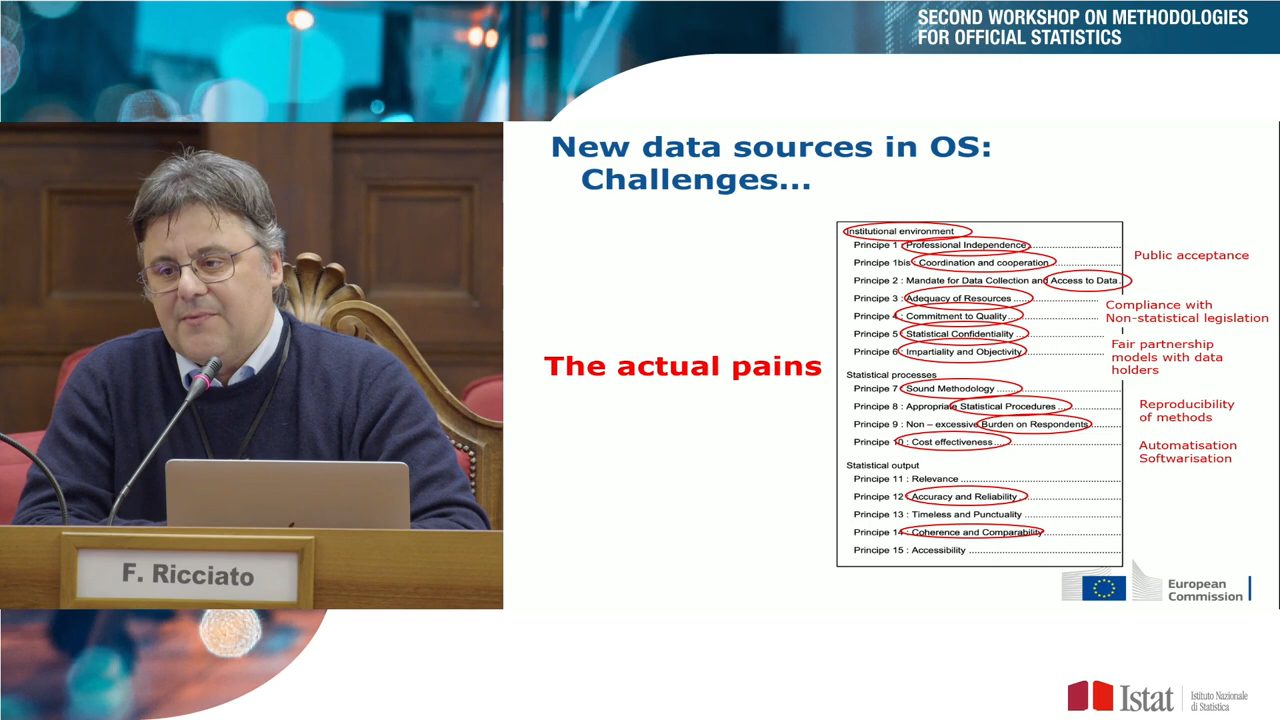 SECOND WORKSHOP ON METHODOLOGIES
FOR OFFICIAL STATISTICS
New data sources in OS:
Challenges...
The actual pains
Institutional environment
Principe 1 : Professional Independence
Principe 1bis : Coordination and cooperation
Principe 2 : Mandate for Data Collection and Access to Data
Principe 3 : Adequacy of Resources
Principe 4 : Commitment to Quality
Principe 5 : Statistical Confidentiality
Principe 6 : Impartiality and Objectivity
Statistical processes
Principe 7 : Sound Methodology
Principe 8 : Appropriate Statistical Procedures
Principe 9 : Non – excessive Burden on Respondents
Principe 10 : Cost effectiveness
Statistical output
Principe 11 : Relevance
Principe 12 : Accuracy and Reliability
Principe 13 : Timeless and Punctuality
Principe 14 : Coherence and Comparability
Principe 15 : Accessibility
Public acceptance
Compliance with
Non-statistical legislation
Fair partnership
models with data
holders
Reproducibility
of methods
Automatisation
Softwarisation
European
Commission
F. Ricciato
Istat
Istituto Nazionale
di Statistica